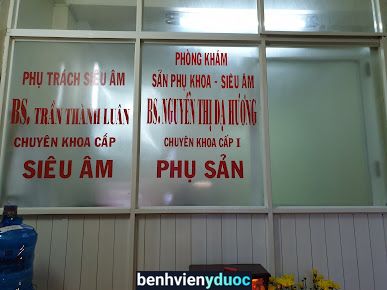 PHỤ TRÁCH SIÊU ÂM
BS. TRẦN THÀNH LUÂN
CHUYÊN KHOA CẤP
SIÊU ÂM
PHÒNG KHÁM
SẢN PHỤ KHOA - SIÊU ÂM
BS. NGUYỄN THỊ DẠ HƯƠNG
CHUYÊN KHOA CẤP I
PHỤ SẢN
benhvienyduoc